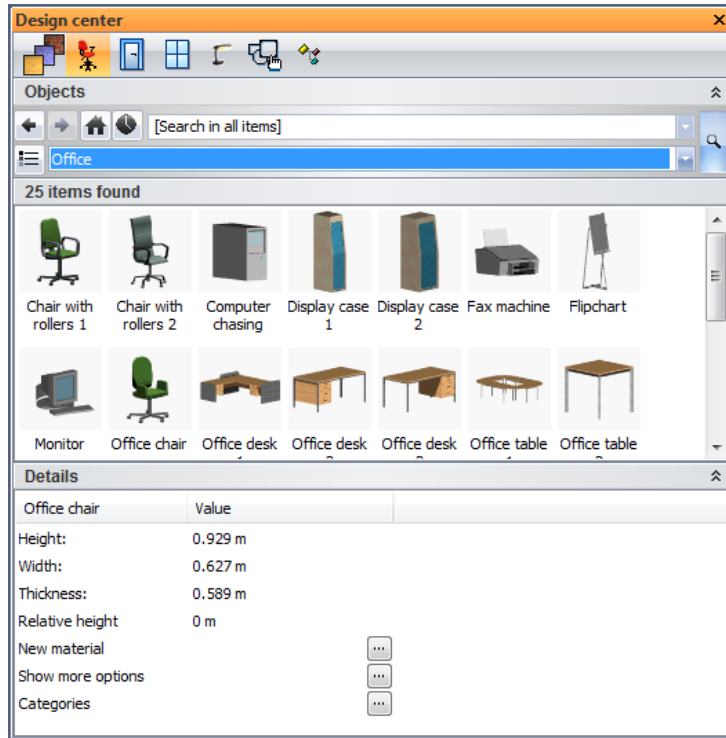 Design center
Objects
[Search in all items]
Office
25 items found
Chair with rollers 1
Chair with rollers 2
Computer chasing
Display case 1
Display case 2
Fax machine
Flipchart
Monitor
Office chair
Office desk
Office desk
Office desk
Office table
Office table
Details
Office chair Value
Height: 0.929 m
Width: 0.627 m
Thickness: 0.589 m
Relative height 0 m
New material ...
Show more options ...
Categories ...